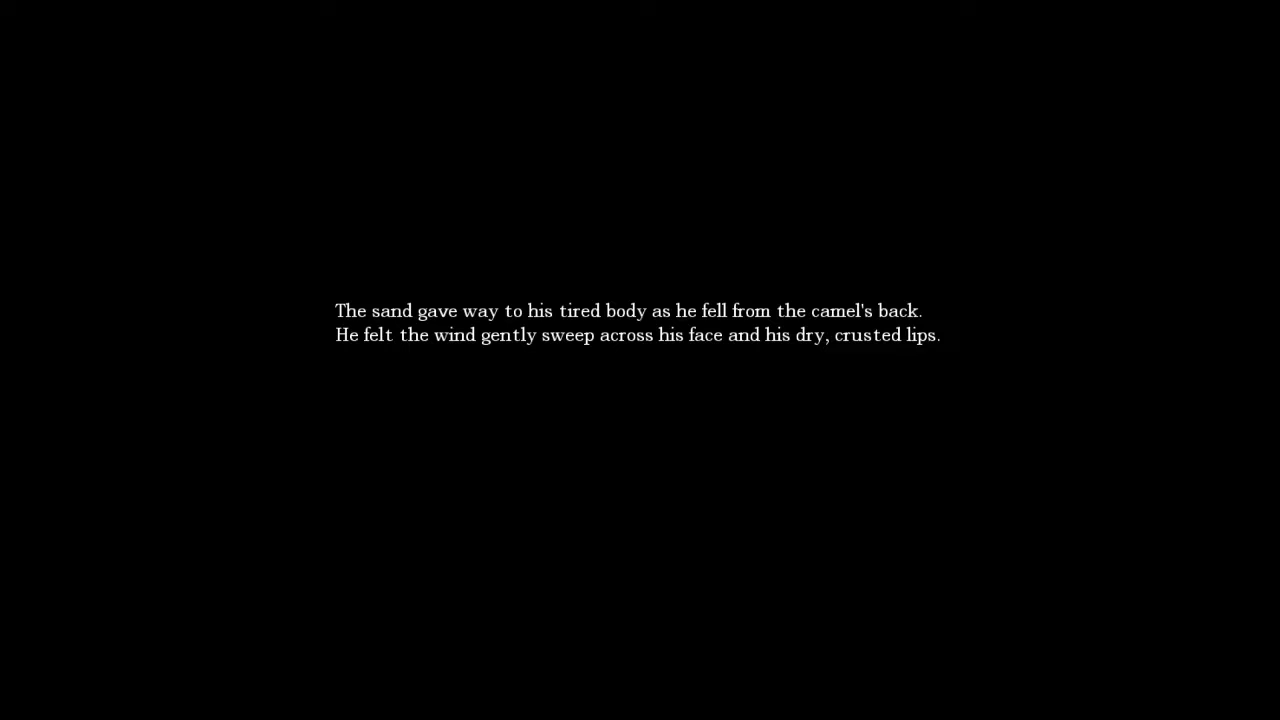 The sand gave way to his tired body as he fell from the camel's back.
He felt the wind gently sweep across his face and his dry, crusted lips.